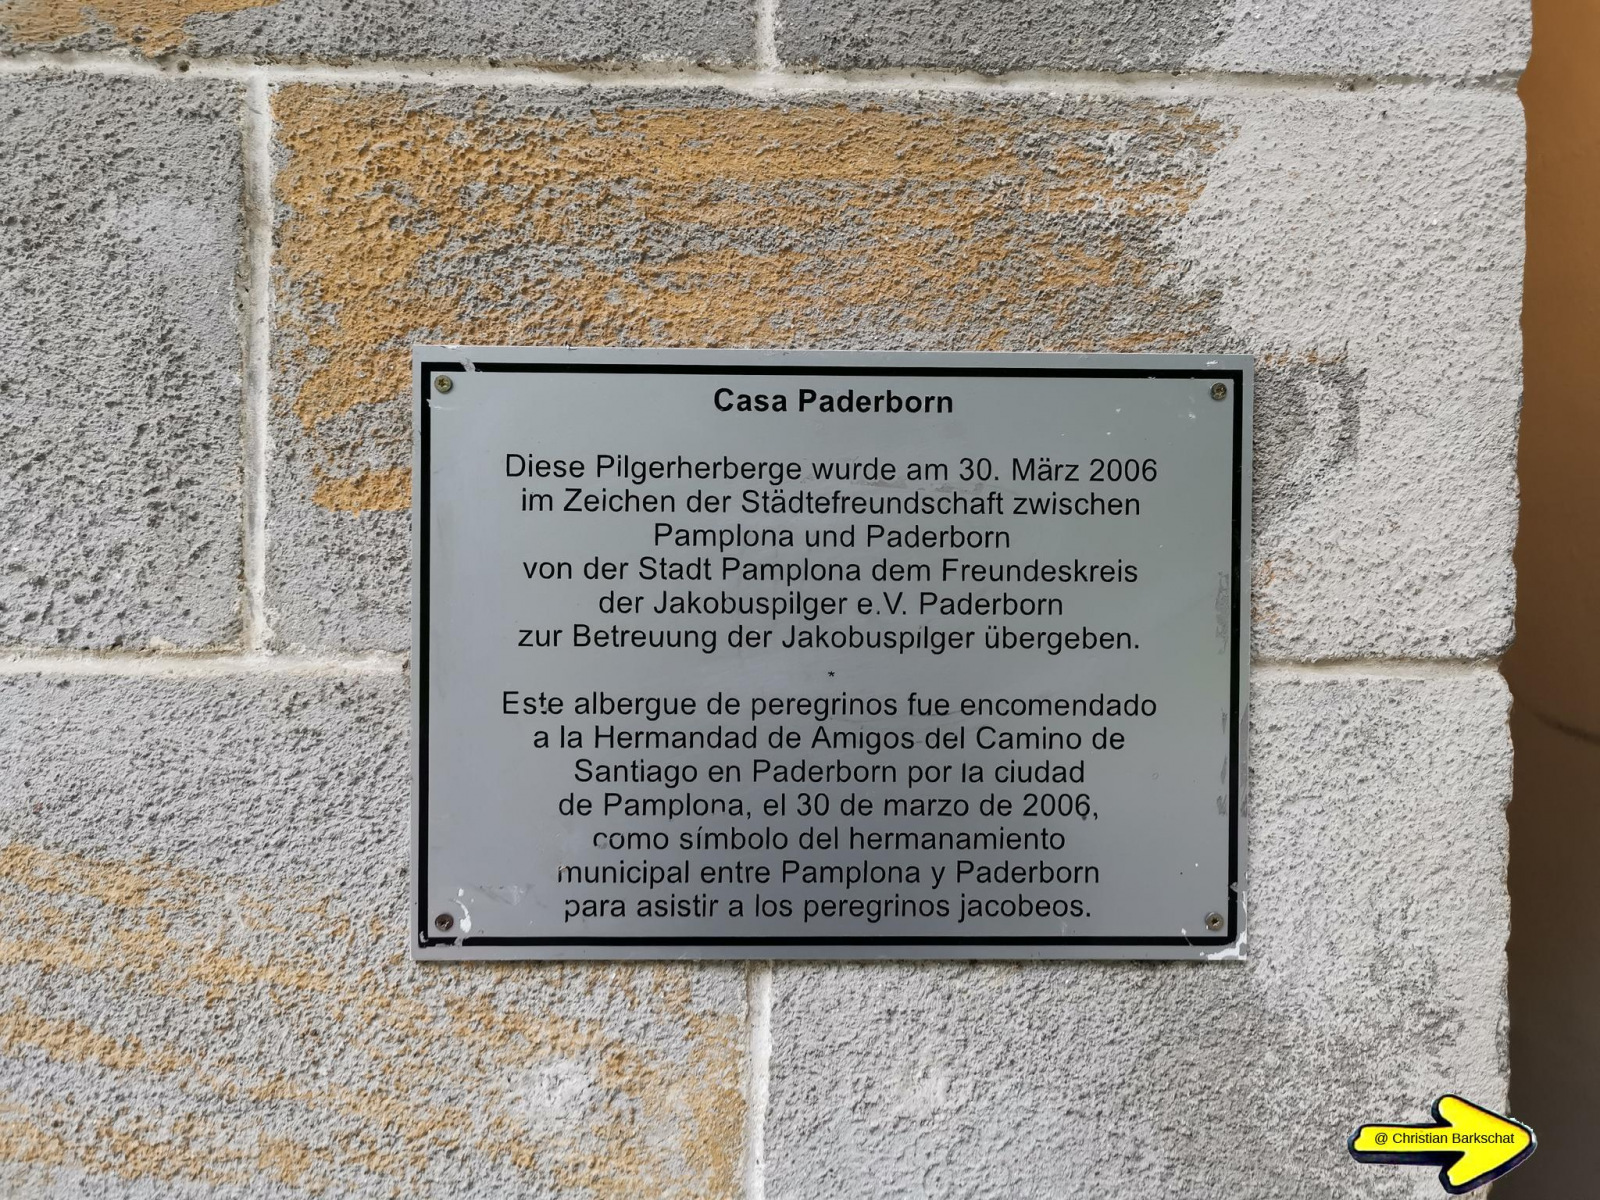 Casa Paderborn
Diese Pilgerherberge wurde am 30. März 2006
im Zeichen der Städtefreundschaft zwischen
Pamplona und Paderborn
von der Stadt Pamplona dem Freundeskreis
der Jakobuspilger e.V. Paderborn
zur Betreuung der Jakobuspilger übergeben.
*
Este albergue de peregrinos fue encomendado
a la Hermandad de Amigos del Camino de
Santiago en Paderborn por la ciudad
de Pamplona, el 30 de marzo de 2006,
como símbolo del hermanamiento
municipal entre Pamplona y Paderborn
para asistir a los peregrinos jacobeos.
@ Christian Barkschat